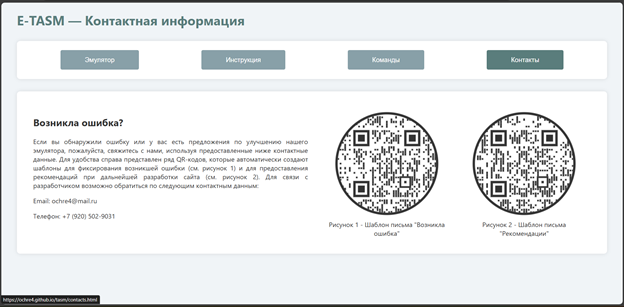 E-TASM — Контактная информация
Эмулятор
Инструкция
Команды
Контакты
Возникла ошибка?
Если вы обнаружили ошибку или у вас есть предложения по улучшению нашего
эмулятора, пожалуйста, свяжитесь с нами, используя предоставленные ниже контактные
данные. Для удобства справа представлен ряд QR-кодов, которые автоматически создают
шаблоны для фиксирования возникшей ошибки (см. рисунок 1) и для предоставления
рекомендаций при дальнейшей разработки сайта (см. рисунок 2). Для связи с
разработчиком возможно обратиться по следующим контактным данным:
Email: ochre4@mail.ru
Телефон: +7 (920) 502-9031
Рисунок 1 - Шаблон письма "Возникла
ошибка"
Рисунок 2 - Шаблон письма
"Рекомендации"
https://ochre4.github.io/tasm/contacts.html